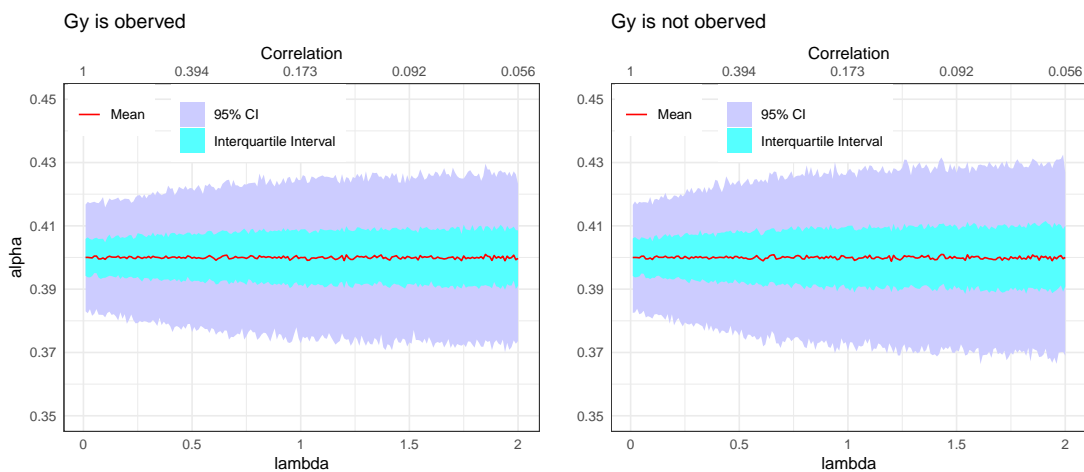 Gy is oberved
Correlation
1 0.394 0.173 0.092 0.056
0.45
0.43
0.41
0.39
0.37
0.35
alpha
Mean
95% CI
Interquartile Interval
0 0.5 1 1.5 2
lambda
Gy is not oberved
Correlation
1 0.394 0.173 0.092 0.056
0.45
0.43
0.41
0.39
0.37
0.35
Mean
95% CI
Interquartile Interval
0 0.5 1 1.5 2
lambda